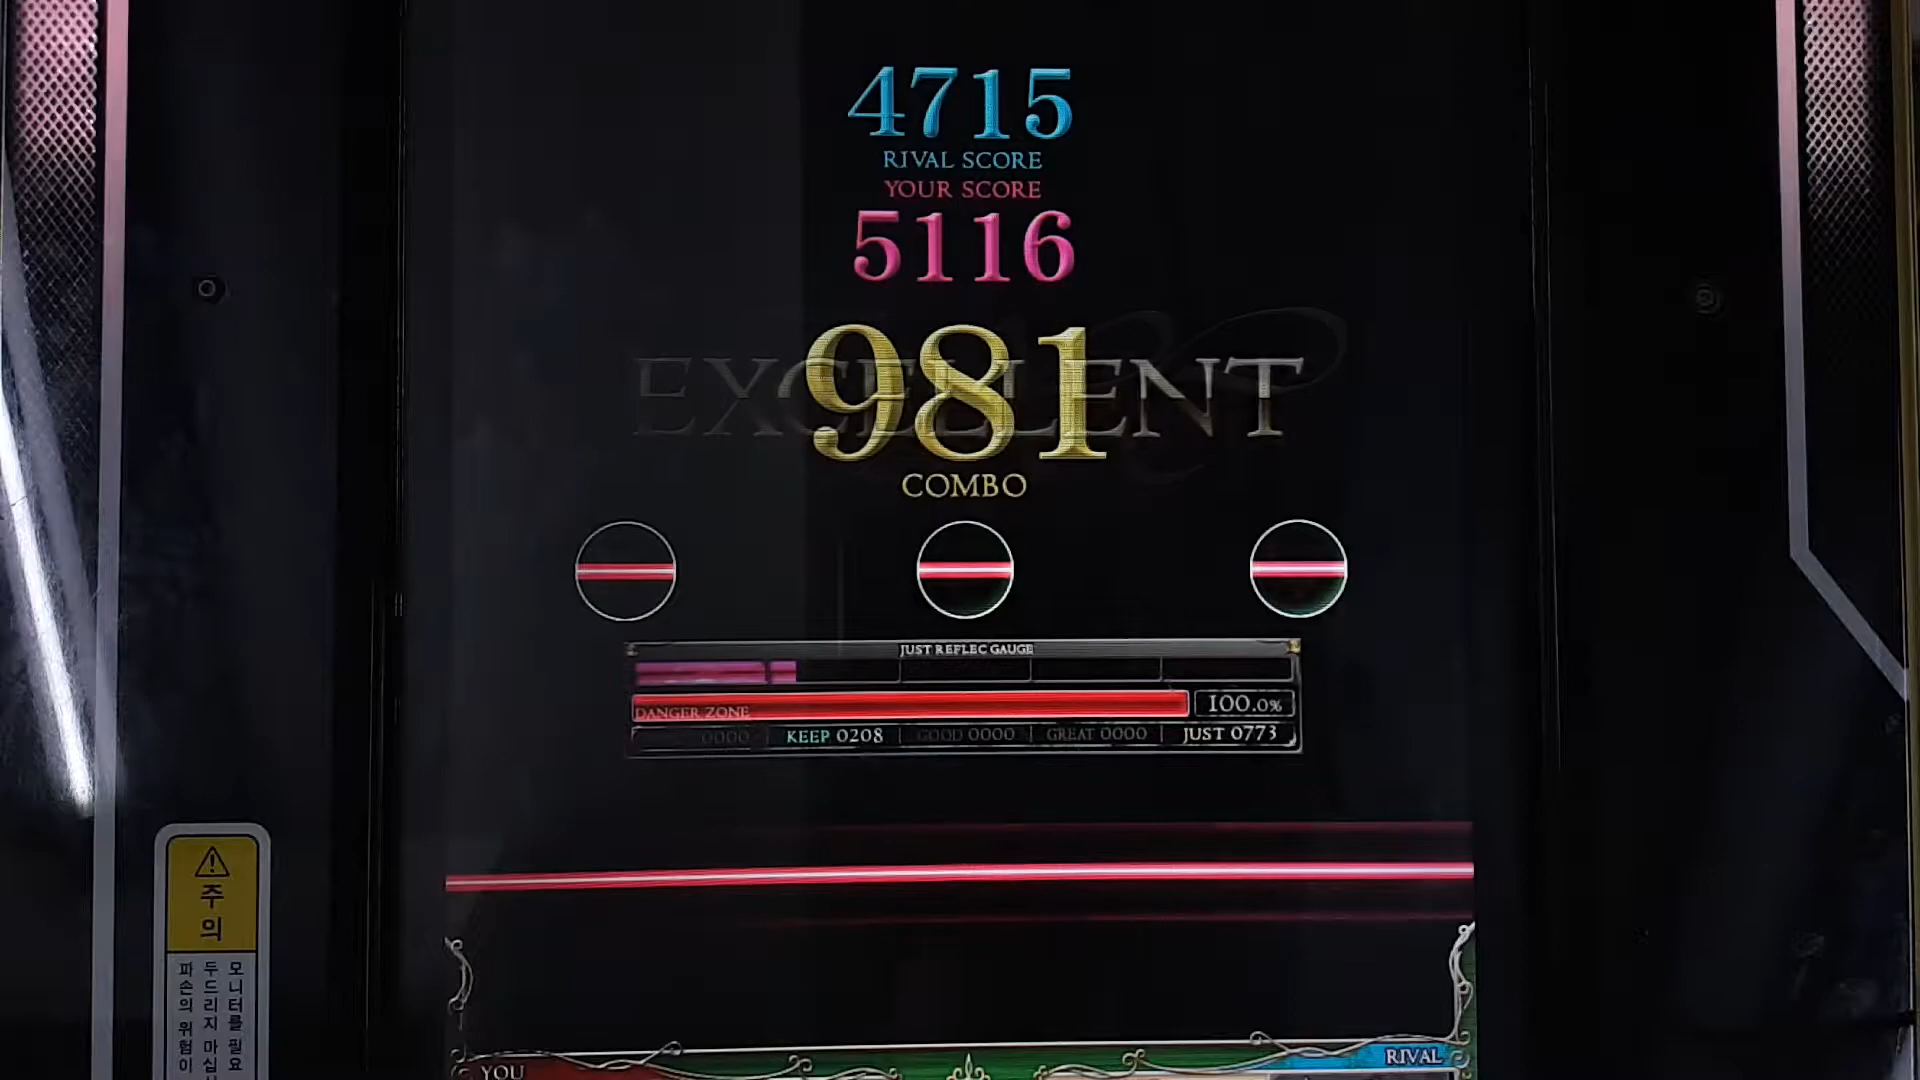 4715
RIVAL SCORE
YOUR SCORE
5116
EXCELLENT
981
COMBO
JUST REFLEC GAUGE
DANGER ZONE
100.0%
0000 KEEP 0208 GOOD 0000 GREAT 0000 JUST 0773
YOU
RIVAL
주의
모니터를 필요
두드리지 마십
파손의 위험이